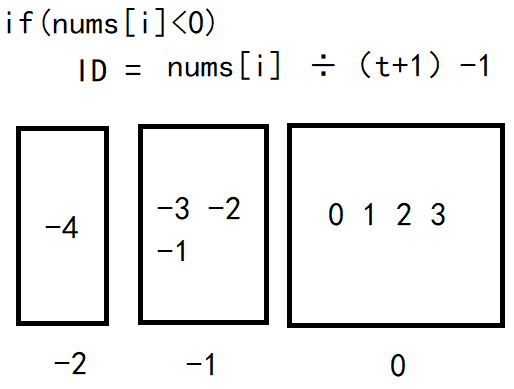 if(nums[i]<0)
ID = nums[i] ÷ (t+1) -1
-4
-3 -2
-1
0 1 2 3
-2
-1
0